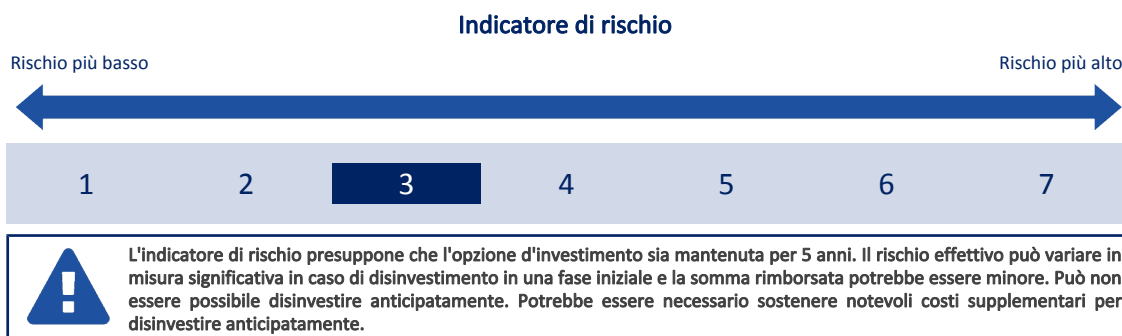 Indicatore di rischio
Rischio più basso
Rischio più alto
1 2 3 4 5 6 7
L'indicatore di rischio presuppone che l'opzione d'investimento sia mantenuta per 5 anni. Il rischio effettivo può variare in
misura significativa in caso di disinvestimento in una fase iniziale e la somma rimborsata potrebbe essere minore. Può non
essere possibile disinvestire anticipatamente. Potrebbe essere necessario sostenere notevoli costi supplementari per
disinvestire anticipatamente.